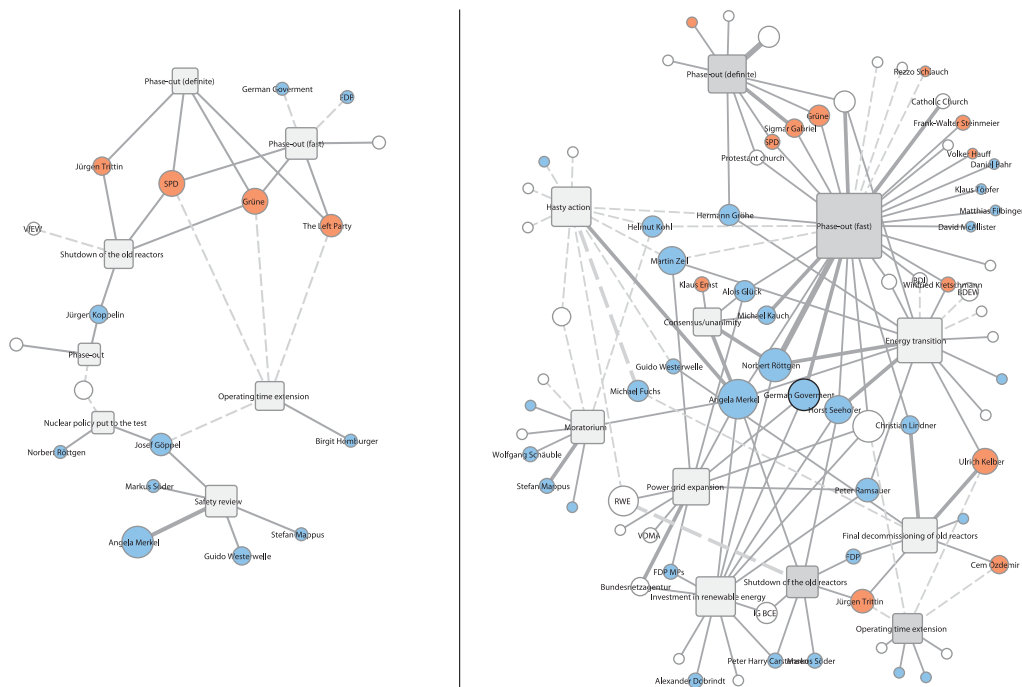 Phase-out (definite)
German Goverment
FDP
Phase-out (fast)
Jürgen Trittin
SPD
Grüne
The Left Party
VIEW
Shutdown of the old reactors
Jürgen Koppelin
Phase-out
Operating time extension
Nuclear policy put to the test
Norbert Röttgen
Josef Göppel
Birgit Homburger
Markus Söder
Safety review
Angela Merkel
Guido Westerwelle
Stefan Mappus
Phase-out (definite)
Rezzo Schlauch
Catholic Church
Grüne
Frank-Walter Steinmeier
Sigmar Gabriel
SPD
Volker Hauff
Protestant church
Daniel Bahr
Klaus Töpfer
Hasty action
Hermann Gröhe
Matthias Filbinger
Helmut Kohl
Phase-out (fast)
David McAllister
Martin Zeil
Klaus Ernst
Alois Glück
BDI
Winfried Kretschmann
BDEW
Michael Kauch
Consensus/unanimity
Energy transition
Guido Westerwelle
Norbert Röttgen
Michael Fuchs
Angela Merkel
German Goverment
Horst Seehofer
Moratorium
Christian Lindner
Wolfgang Schäuble
Ulrich Kelber
Stefan Mappus
Power grid expansion
Peter Ramsauer
RWE
VDMA
Final decommissioning of old reactors
FDP
Cem Özdemir
FDP MPs
Shutdown of the old reactors
Bundesnetzagentur
Investment in renewable energy
Jürgen Trittin
IG BCE
Operating time extension
Peter Harry Carstensen
Markus Söder
Alexander Dobrindt